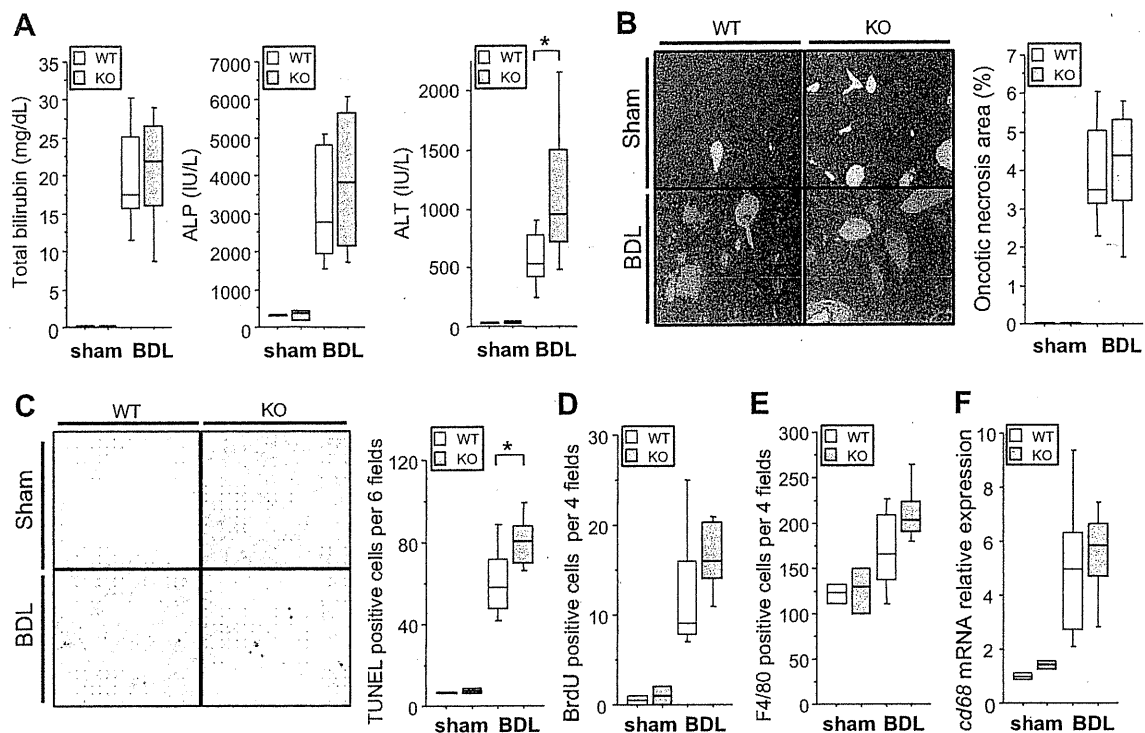 A
WT
KO
Total bilirubin (mg/dL)
35
30
25
20
15
10
5
0
sham BDL
WT
KO
ALP (IU/L)
7000
6000
5000
4000
3000
2000
1000
0
sham BDL
WT
KO
*
ALT (IU/L)
2000
1500
1000
500
0
sham BDL
B
WT
KO
Sham
BDL
Oncotic necrosis area (%)
7
6
5
4
3
2
1
0
sham BDL
C
WT
KO
Sham
BDL
WT
KO
*
TUNEL positive cells per 6 fields
120
80
40
0
sham BDL
D
WT
KO
BrdU positive cells per 4 fields
30
20
10
0
sham BDL
E
WT
KO
F4/80 positive cells per 4 fields
300
250
200
150
100
50
0
sham BDL
F
WT
KO
cd68 mRNA relative expression
10
8
6
4
2
0
sham BDL